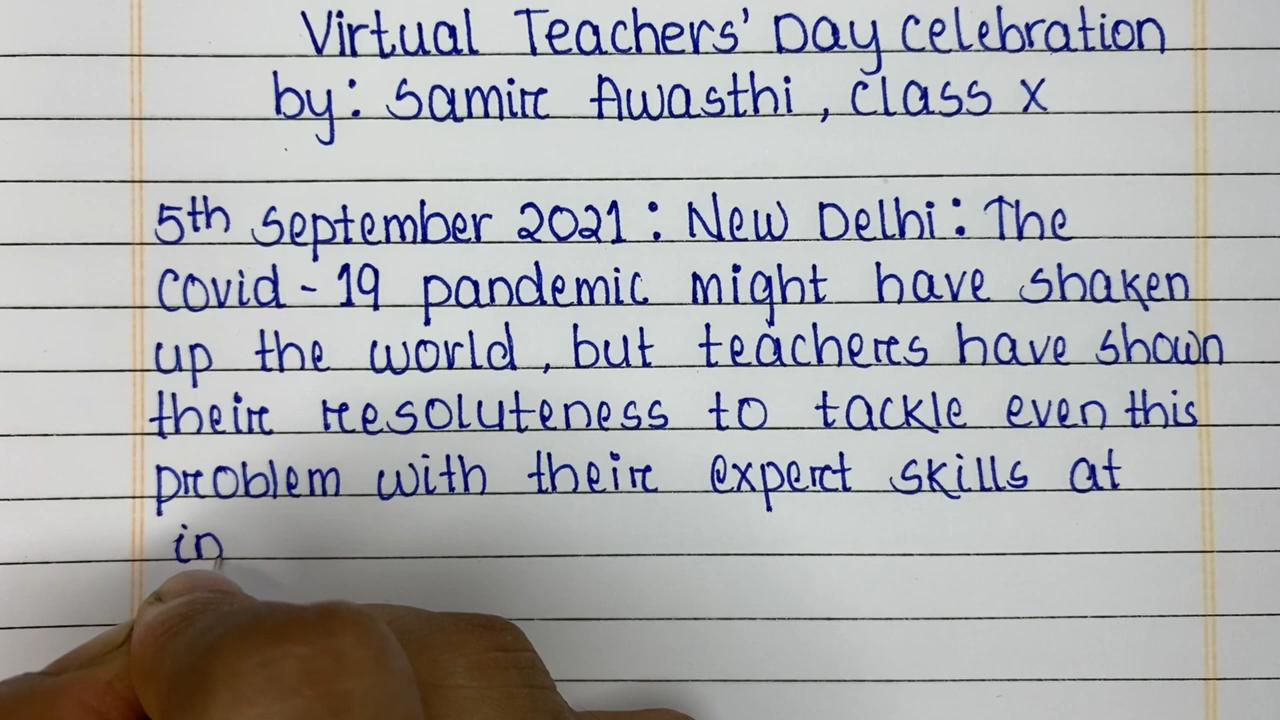 Virtual Teachers' Day celebration
by: Samir Awasthi, Class X
5th September 2021: New Delhi: The
Covid-19 pandemic might have shaken
up the world, but teachers have shown
their resoluteness to tackle even this
problem with their expert skills at
in